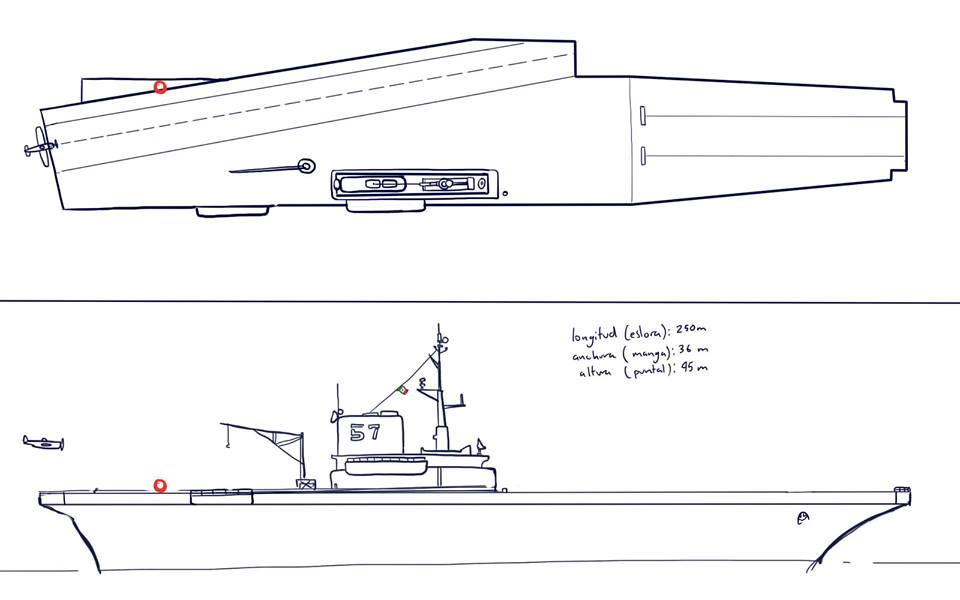 longitud (eslora): 250m
anchura (manga): 36 m
altura (puntal): 45 m
57